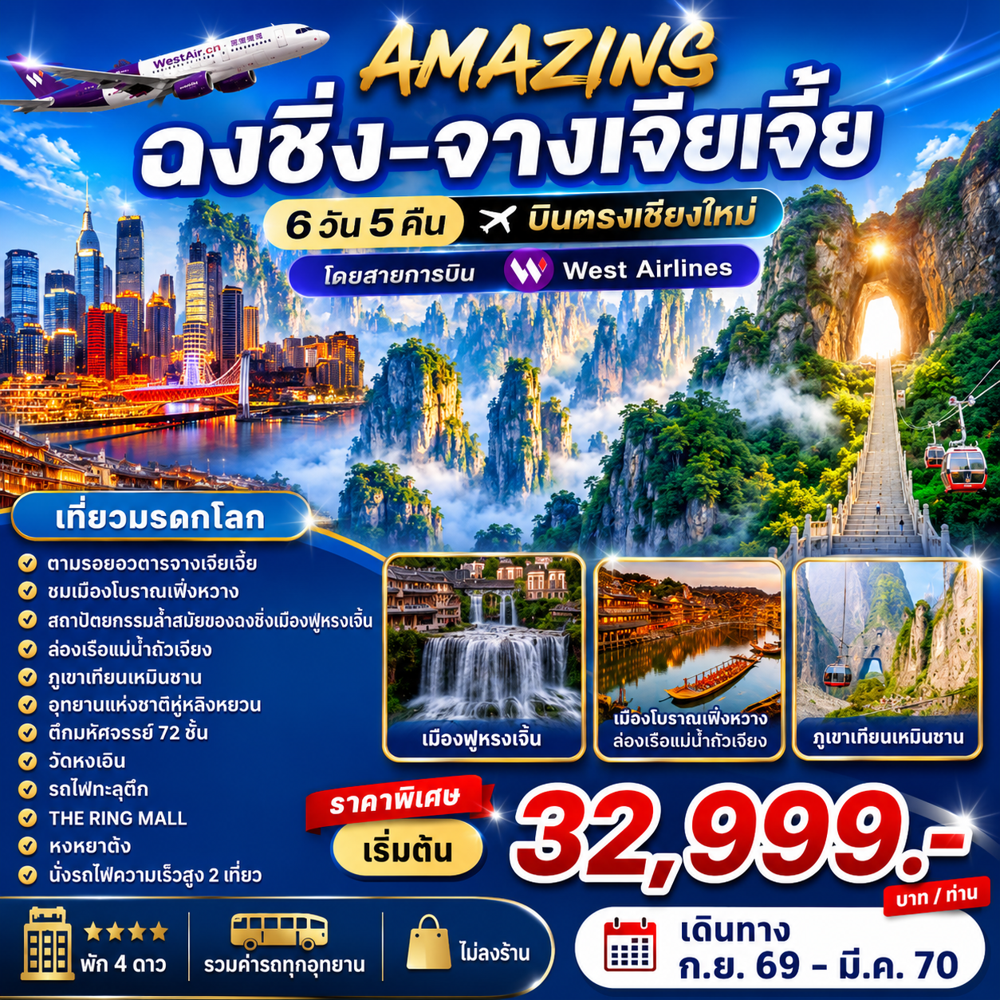 WestAir.cn
AMAZINS
ฉงชิ่ง-จางเจียเจี้ย
6 วัน 5 คืน บินตรงเชียงใหม่
โดยสายการบิน West Airlines
เที่ยวมรดกโลก
ตามรอยอวตารจางเจียเจี้ย
ชมเมืองโบราณเฟิ่งหวาง
สถาปัตยกรรมล้ำสมัยของฉงชิ่งเมืองฟูหรงเจิ้น
ล่องเรือแม่น้ำถัวเจียง
ภูเขาเทียนเหมินซาน
อุทยานแห่งชาติหู่หลิงหยวน
ตึกมหัศจรรย์ 72 ชั้น
วัดหงเอิน
รถไฟทะลุตึก
THE RING MALL
หงหยาต้ง
นั่งรถไฟความเร็วสูง 2 เที่ยว
เมืองฟูหรงเจิ้น
เมืองโบราณเฟิ่งหวาง
ล่องเรือแม่น้ำถัวเจียง
ภูเขาเทียนเหมินซาน
ราคาพิเศษ
เริ่มต้น
32,999.-
บาท / ท่าน
พัก 4 ดาว
รวมค่ารถทุกอุทยาน
ไม่ลงร้าน
เดินทาง
ก.ย. 69 - มี.ค. 70